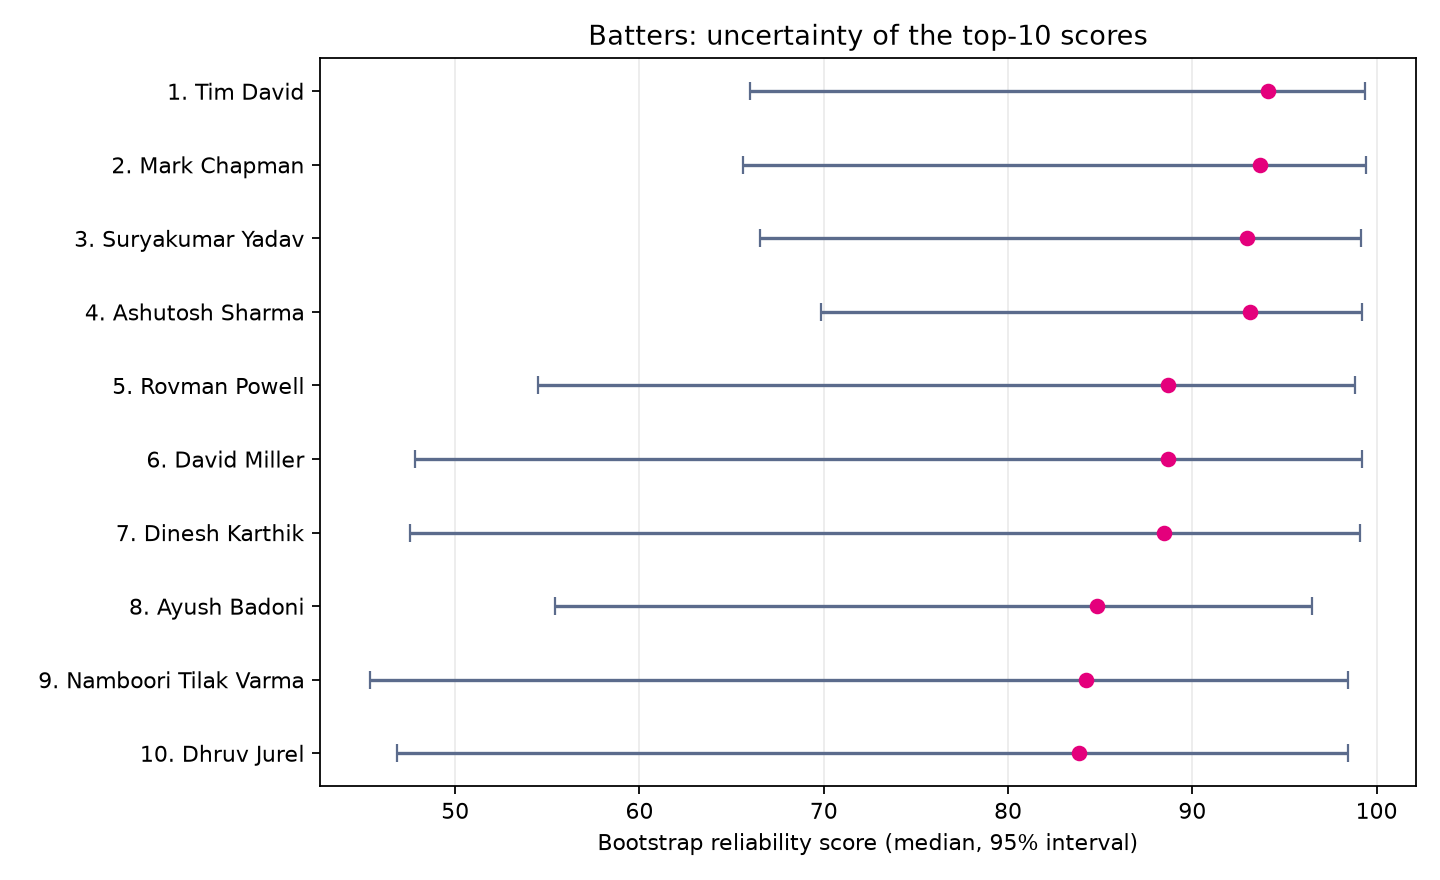 Batters: uncertainty of the top-10 scores
1. Tim David
2. Mark Chapman
3. Suryakumar Yadav
4. Ashutosh Sharma
5. Rovman Powell
6. David Miller
7. Dinesh Karthik
8. Ayush Badoni
9. Namboori Tilak Varma
10. Dhruv Jurel
50 60 70 80 90 100
Bootstrap reliability score (median, 95% interval)